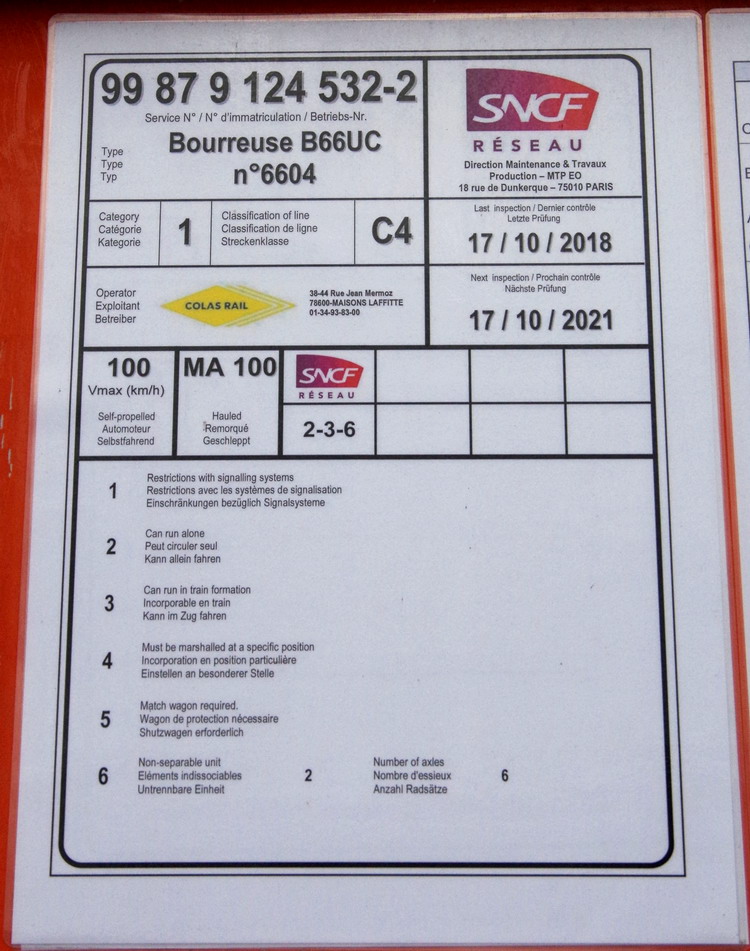 99 87 9 124 532-2
Service N° / N° d'immatriculation / Betriebs-Nr.
Type
Type
Typ
Bourreuse B66UC
n°6604
SNCF
RÉSEAU
Direction Maintenance & Travaux
Production – MTP EO
18 rue de Dunkerque – 75010 PARIS
Category
Catégorie
Kategorie
1
Classification of line
Classification de ligne
Streckenklasse
C4
Last inspection / Dernier contrôle
Letzte Prüfung
17 / 10 / 2018
Operator
Exploitant
Betreiber
COLAS RAIL
38-44 Rue Jean Mermoz
78600-MAISONS LAFFITTE
01-34-93-83-00
Next inspection / Prochain contrôle
Nächste Prüfung
17 / 10 / 2021
100
Vmax (km/h)
Self-propelled
Automoteur
Selbstfahrend
MA 100
Hauled
Remorqué
Geschleppt
SNCF
RÉSEAU
2-3-6
1
Restrictions with signalling systems
Restrictions avec les systèmes de signalisation
Einschränkungen bezüglich Signalsysteme
2
Can run alone
Peut circuler seul
Kann allein fahren
3
Can run in train formation
Incorporable en train
Kann im Zug fahren
4
Must be marshalled at a specific position
Incorporation en position particulière
Einstellen an besonderer Stelle
5
Match wagon required.
Wagon de protection nécessaire
Shutzwagen erforderlich
6
Non-separable unit
Eléments indissociables
Untrennbare Einheit
2
Number of axles
Nombre d'essieux
Anzahl Radsätze
6